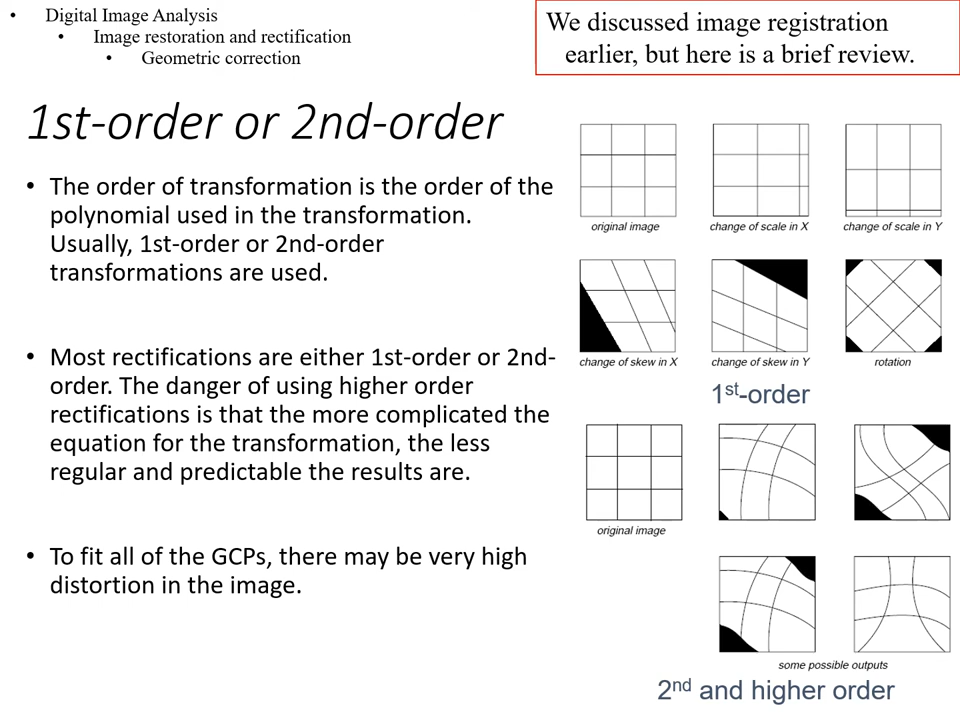 • Digital Image Analysis
• Image restoration and rectification
• Geometric correction
We discussed image registration
earlier, but here is a brief review.
1st-order or 2nd-order
• The order of transformation is the order of the
polynomial used in the transformation.
Usually, 1st-order or 2nd-order
transformations are used.
• Most rectifications are either 1st-order or 2nd-
order. The danger of using higher order
rectifications is that the more complicated the
equation for the transformation, the less
regular and predictable the results are.
• To fit all of the GCPs, there may be very high
distortion in the image.
original image
change of scale in X
change of scale in Y
change of skew in X
change of skew in Y
rotation
1st-order
original image
some possible outputs
2nd and higher order